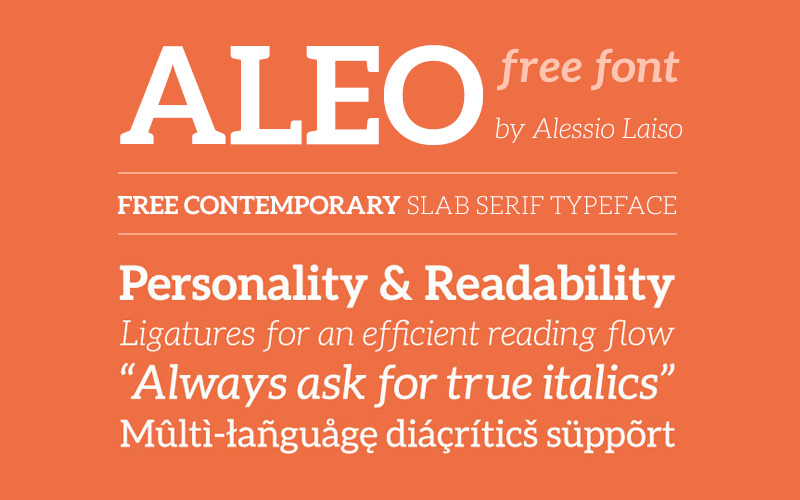 ALEO
free font
by Alessio Laiso
FREE CONTEMPORARY SLAB SERIF TYPEFACE
Personality & Readability
Ligatures for an efficient reading flow
“Always ask for true italics”
Mûltì-łañguågę diáçrítičš süppõrt